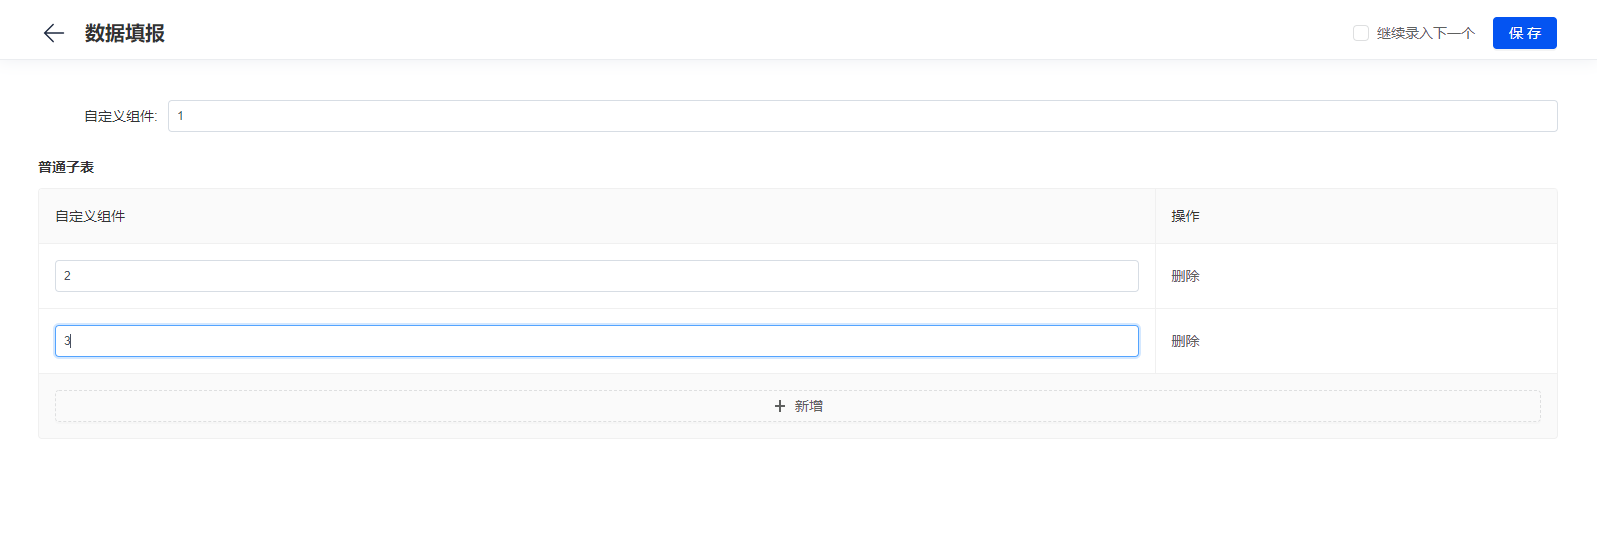 数据填报
继续录入下一个
保 存
自定义组件: 1
普通子表
自定义组件 操作
2 删除
3 删除
+ 新增